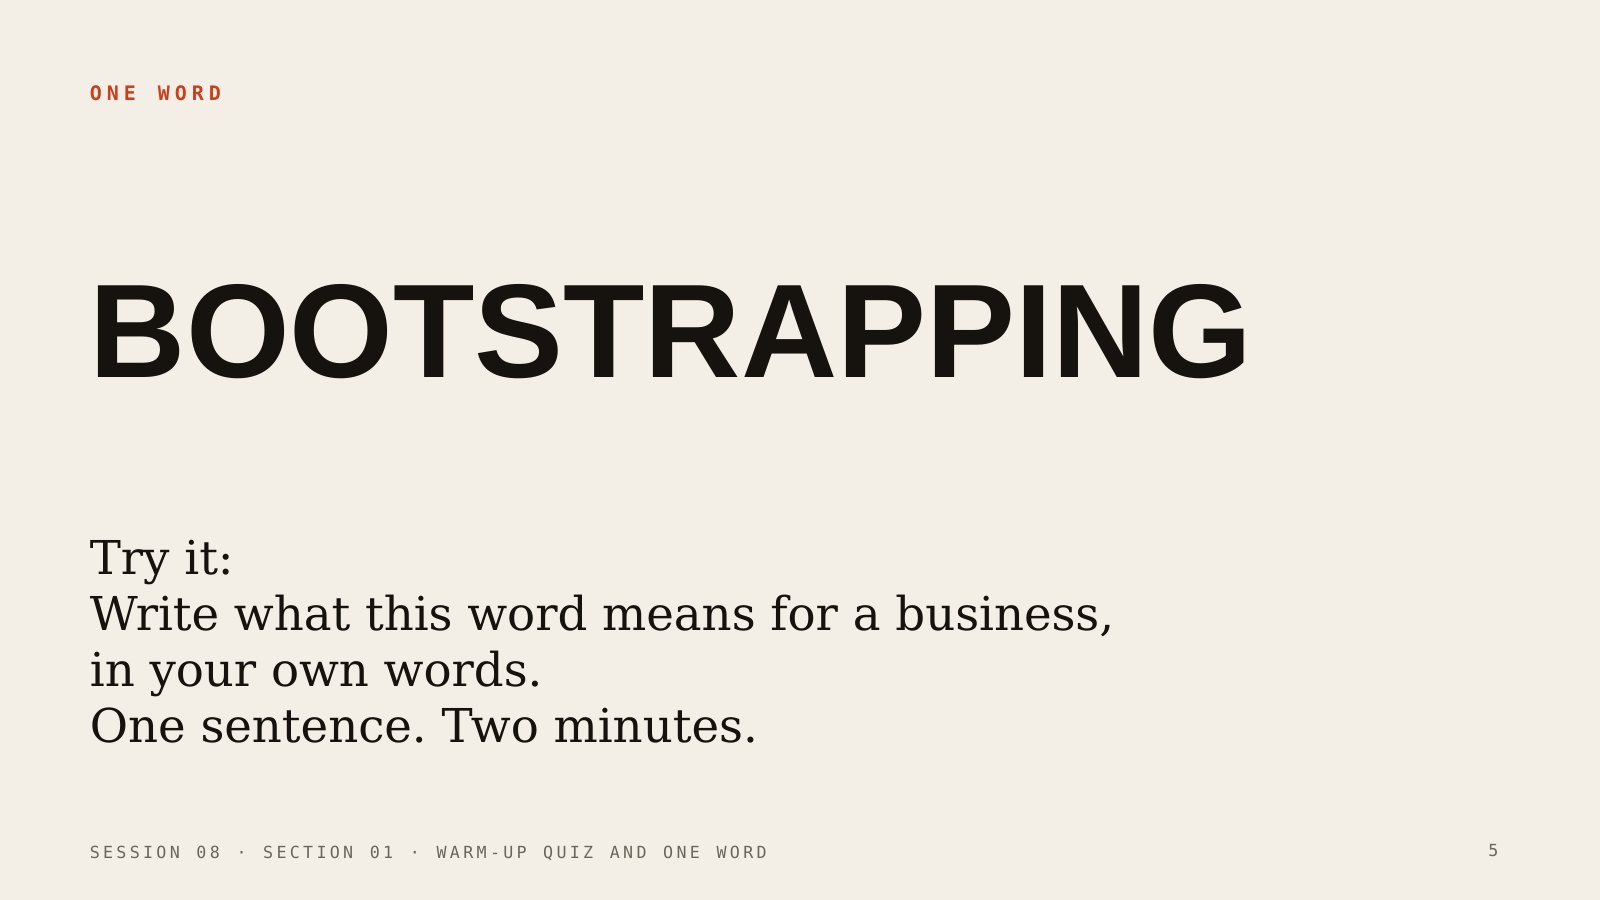 ONE WORD
BOOTSTRAPPING
Try it:
Write what this word means for a business,
in your own words.
One sentence. Two minutes.
SESSION 08 · SECTION 01 · WARM-UP QUIZ AND ONE WORD
5